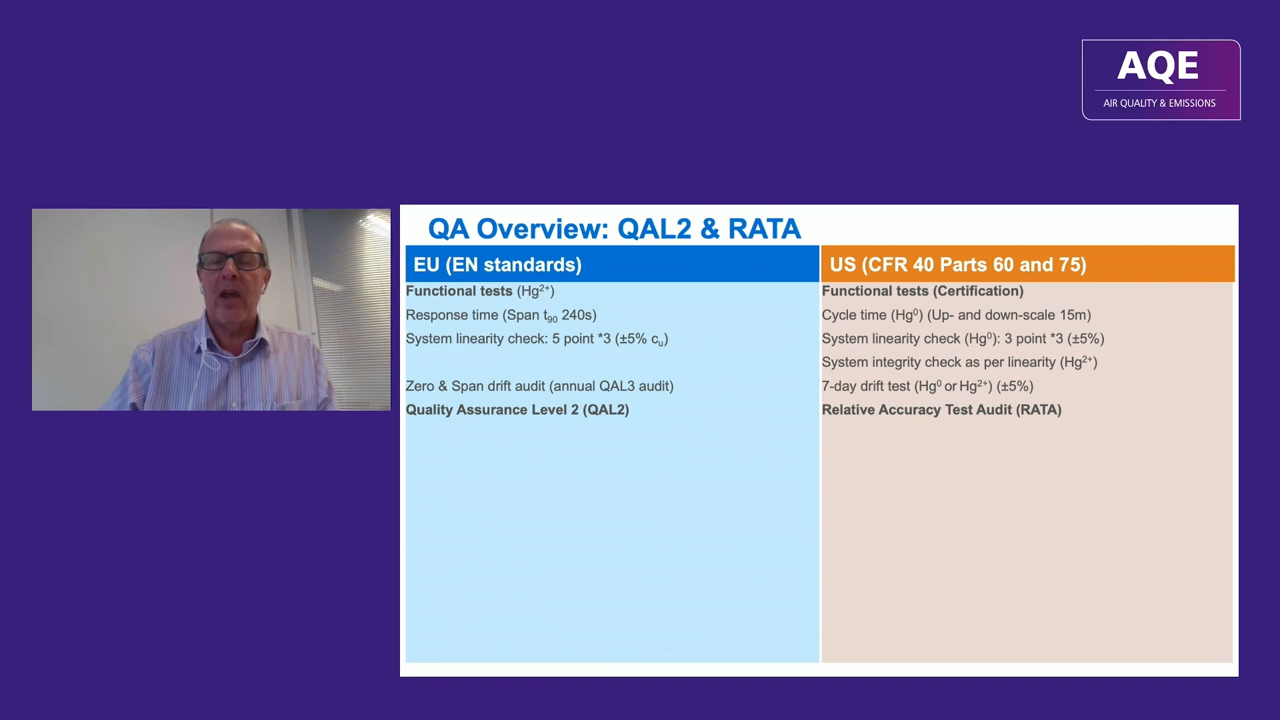 AQE
AIR QUALITY & EMISSIONS
QA Overview: QAL2 & RATA
EU (EN standards)
Functional tests (Hg²⁺)
Response time (Span t₉₀ 240s)
System linearity check: 5 point *3 (±5% cᵤ)
Zero & Span drift audit (annual QAL3 audit)
Quality Assurance Level 2 (QAL2)
US (CFR 40 Parts 60 and 75)
Functional tests (Certification)
Cycle time (Hg⁰) (Up- and down-scale 15m)
System linearity check (Hg⁰): 3 point *3 (±5%)
System integrity check as per linearity (Hg²⁺)
7-day drift test (Hg⁰ or Hg²⁺) (±5%)
Relative Accuracy Test Audit (RATA)